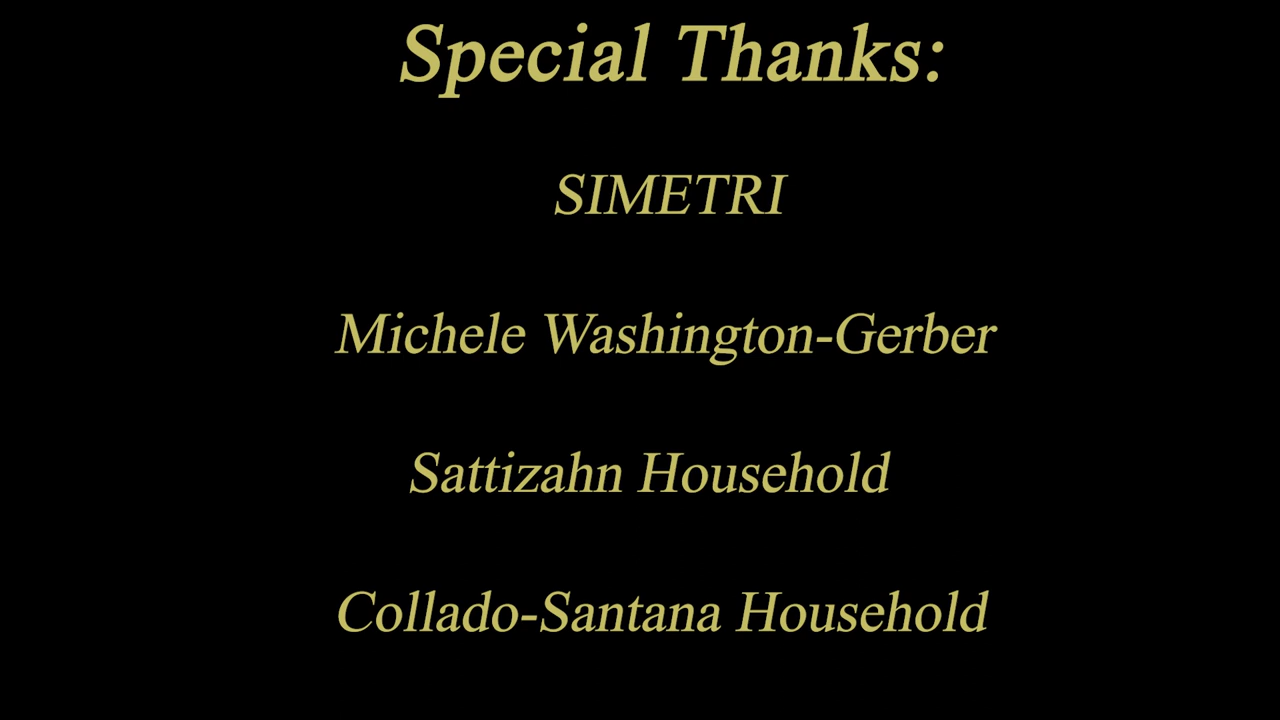 Special Thanks:
SIMETRI
Michele Washington-Gerber
Sattizahn Household
Collado-Santana Household